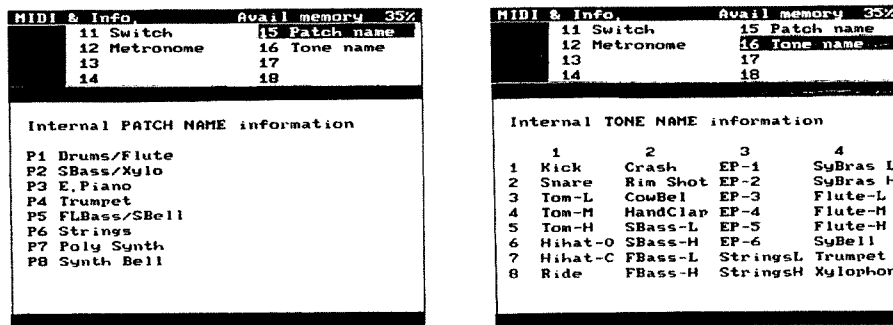 MIDI & Info. Avail memory 35%
11 Switch 15 Patch name
12 Metronome 16 Tone name
13 17
14 18
Internal PATCH NAME information
P1 Drums/Flute
P2 SBass/Xylo
P3 E.Piano
P4 Trumpet
P5 FLBass/SBell
P6 Strings
P7 Poly Synth
P8 Synth Bell
MIDI & Info. Avail memory 35%
11 Switch 15 Patch name
12 Metronome 16 Tone name
13 17
14 18
Internal TONE NAME information
1 2 3 4
1 Kick Crash EP-1 SyBras L
2 Snare Rim Shot EP-2 SyBras H
3 Tom-L CowBel EP-3 Flute-L
4 Tom-M HandClap EP-4 Flute-M
5 Tom-H SBass-L EP-5 Flute-H
6 Hihat-O SBass-H EP-6 SyBell
7 Hihat-C FBass-L StringsL Trumpet
8 Ride FBass-H StringsH Xylophon